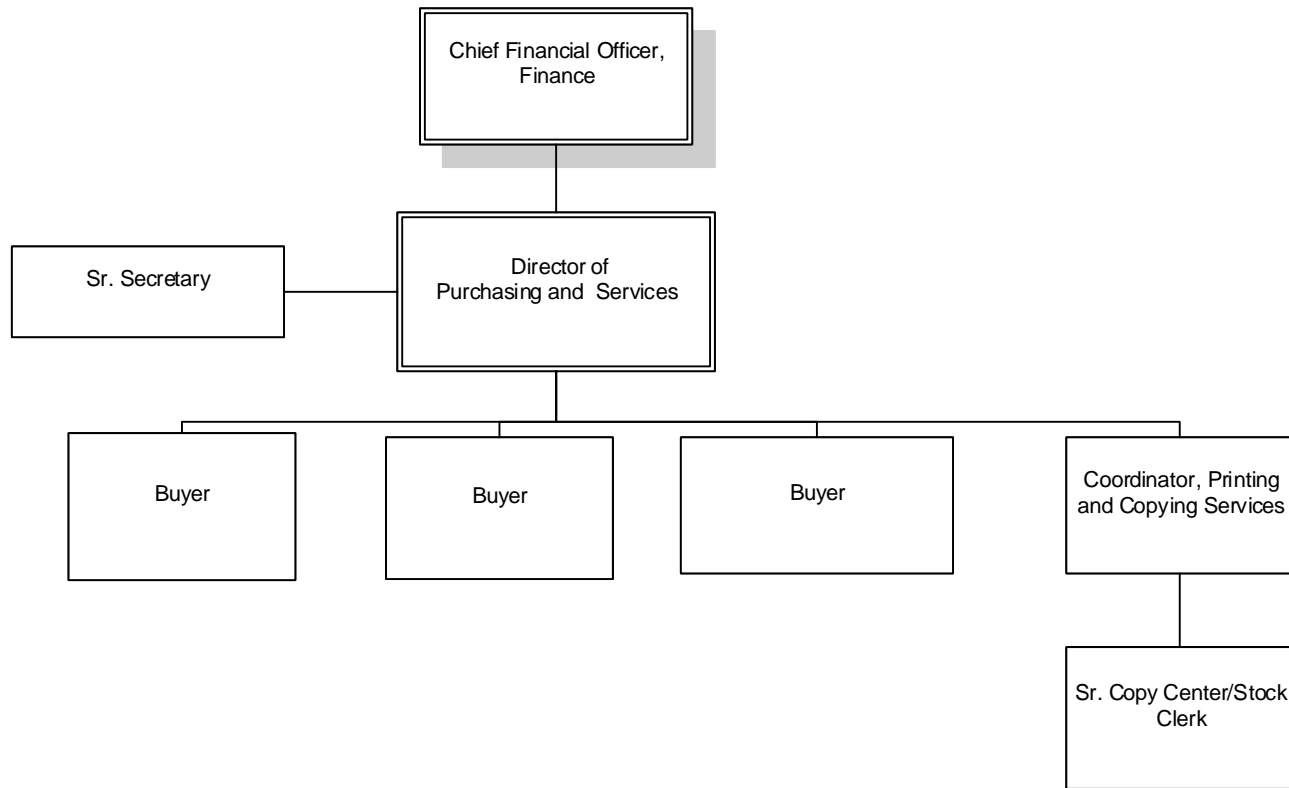 Chief Financial Officer,
Finance
Sr. Secretary
Director of
Purchasing and Services
Buyer
Buyer
Buyer
Coordinator, Printing
and Copying Services
Sr. Copy Center/Stock
Clerk